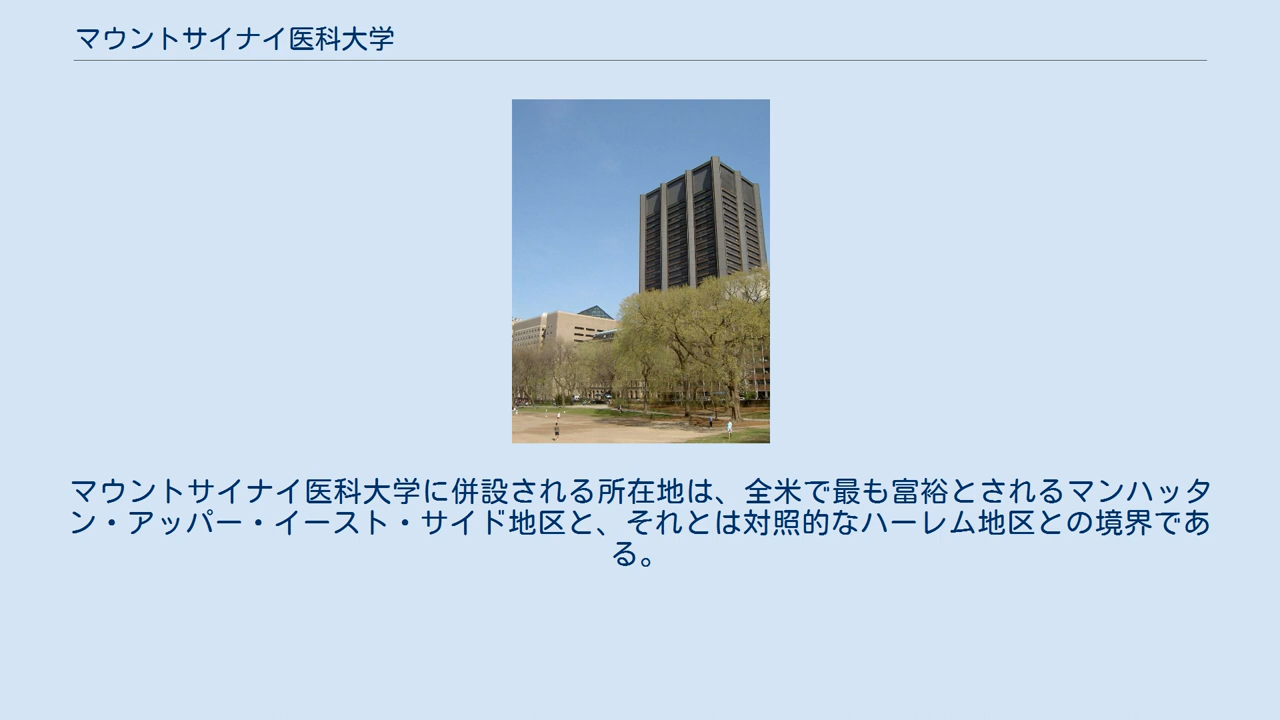 マウントサイナイ医科大学
マウントサイナイ医科大学に併設される所在地は、全米で最も富裕とされるマンハッタ
ン・アッパー・イースト・サイド地区と、それとは対照的なハーレム地区との境界であ
る。